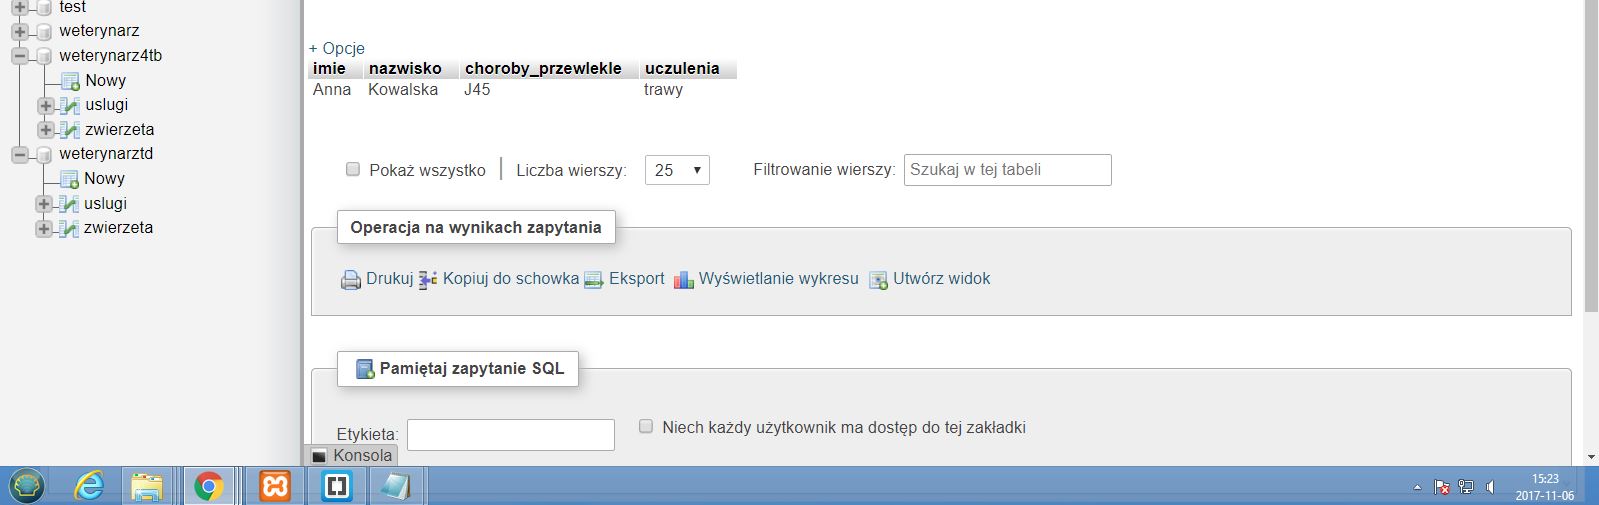 test
weterynarz
weterynarz4tb
Nowy
uslugi
zwierzeta
weterynarztd
Nowy
uslugi
zwierzeta
+ Opcje
imie nazwisko choroby_przewlekle uczulenia
Anna Kowalska J45 trawy
Pokaż wszystko Liczba wierszy: 25 Filtrowanie wierszy: Szukaj w tej tabeli
Operacja na wynikach zapytania
Drukuj Kopiuj do schowka Eksport Wyświetlanie wykresu Utwórz widok
Pamiętaj zapytanie SQL
Etykieta: Niech każdy użytkownik ma dostęp do tej zakładki
Konsola
15:23
2017-11-06